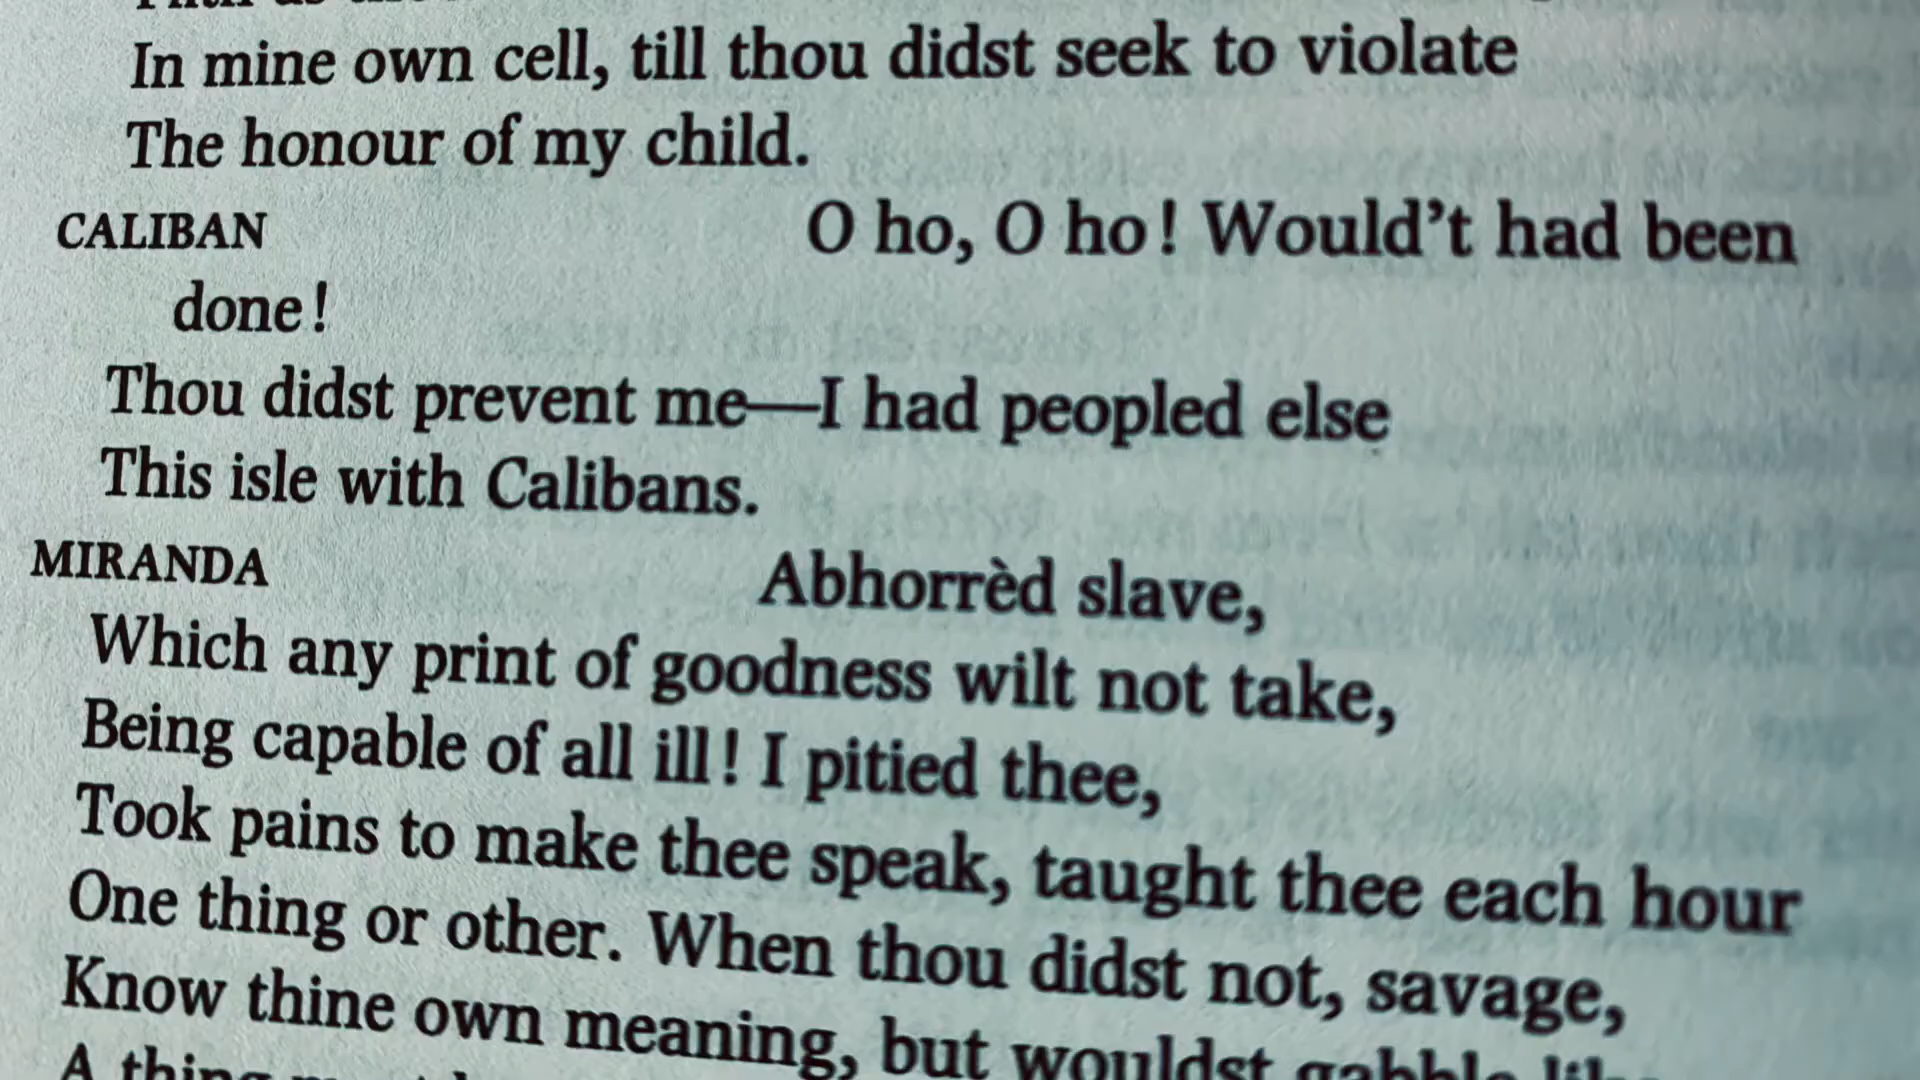 In mine own cell, till thou didst seek to violate
The honour of my child.
CALIBAN O ho, O ho! Would't had been
done!
Thou didst prevent me—I had peopled else
This isle with Calibans.
MIRANDA Abhorrèd slave,
Which any print of goodness wilt not take,
Being capable of all ill! I pitied thee,
Took pains to make thee speak, taught thee each hour
One thing or other. When thou didst not, savage,
Know thine own meaning, but wouldst gabble like
A thing